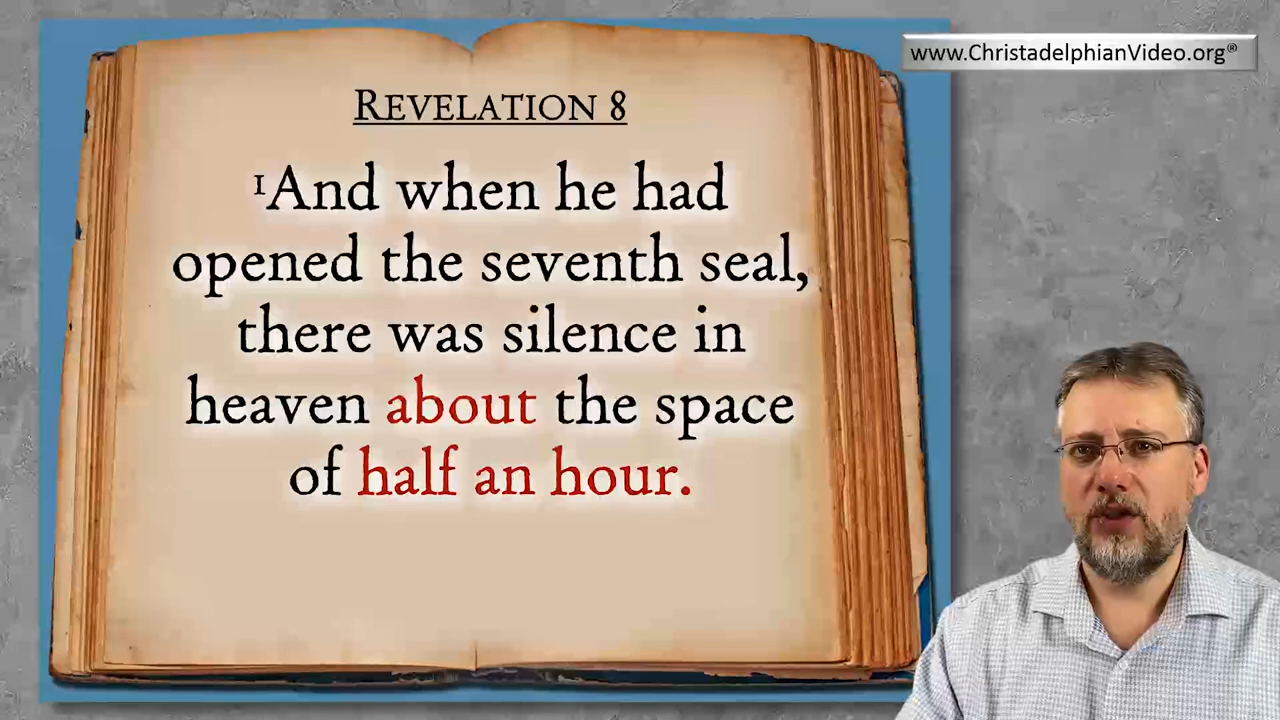 www.ChristadelphianVideo.org®
REVELATION 8
1And when he had
opened the seventh seal,
there was silence in
heaven about the space
of half an hour.